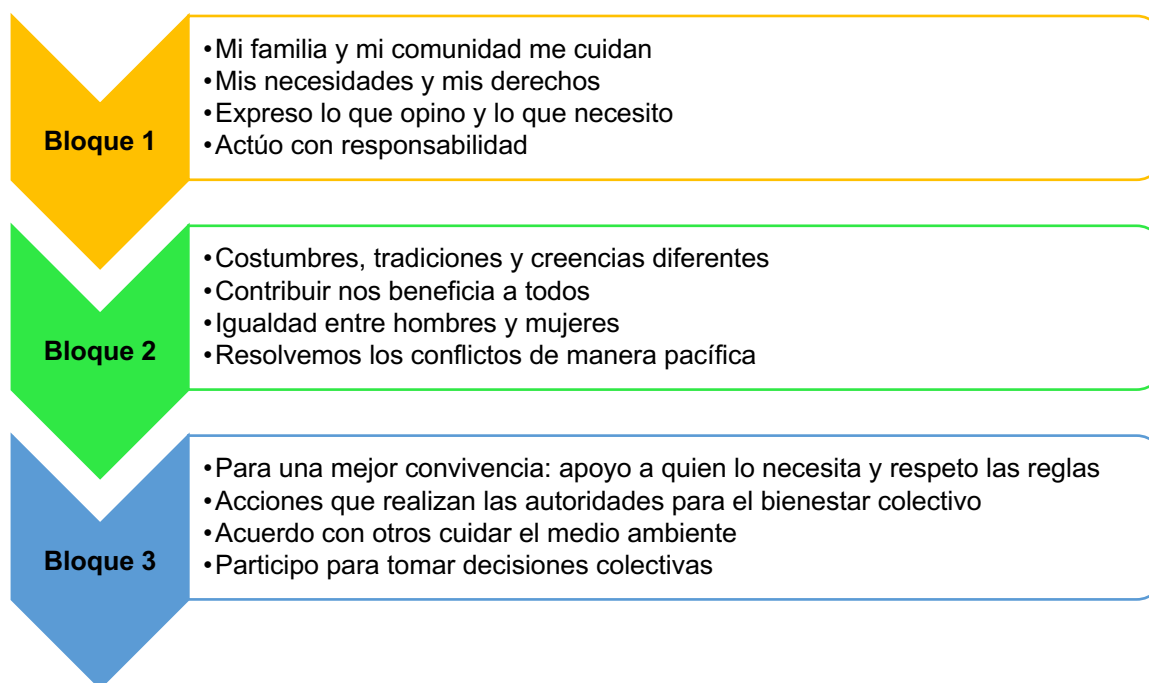 Bloque 1
•Mi familia y mi comunidad me cuidan
•Mis necesidades y mis derechos
•Expreso lo que opino y lo que necesito
•Actúo con responsabilidad
Bloque 2
•Costumbres, tradiciones y creencias diferentes
•Contribuir nos beneficia a todos
•Igualdad entre hombres y mujeres
•Resolvemos los conflictos de manera pacífica
Bloque 3
•Para una mejor convivencia: apoyo a quien lo necesita y respeto las reglas
•Acciones que realizan las autoridades para el bienestar colectivo
•Acuerdo con otros cuidar el medio ambiente
•Participo para tomar decisiones colectivas